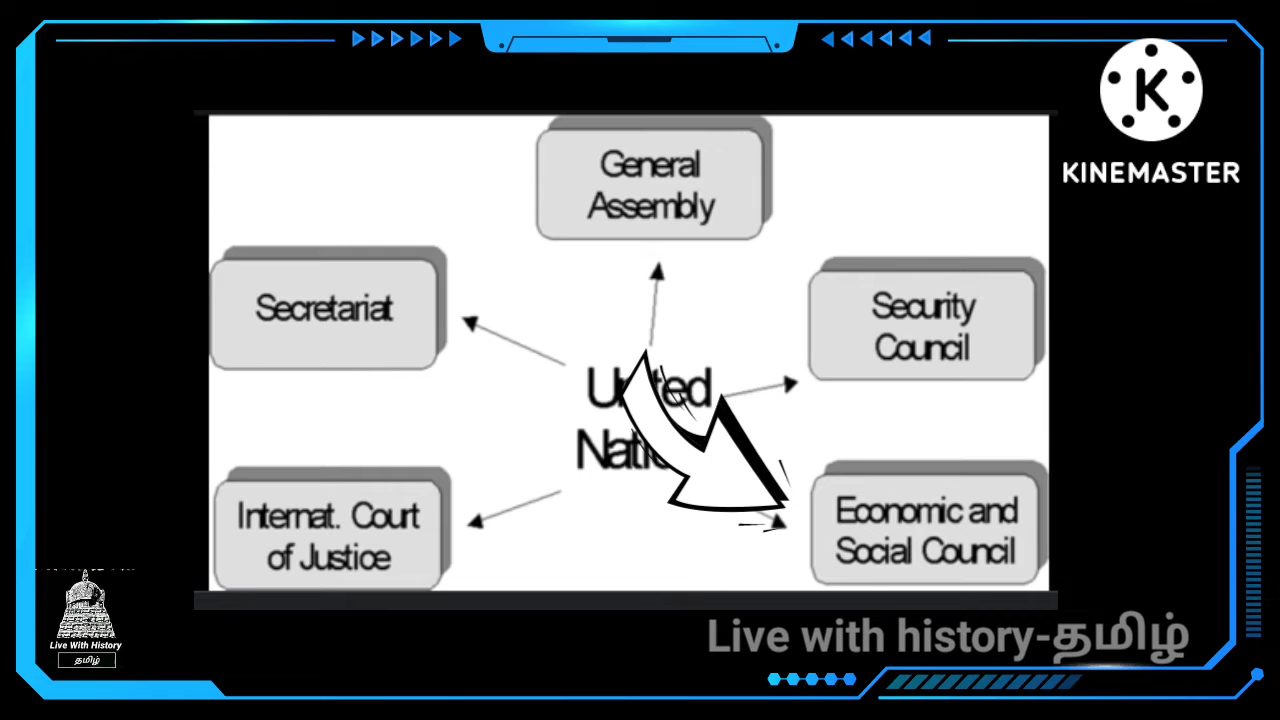 K
KINEMASTER
General
Assembly
Secretariat
Security
Council
United
Internat. Court
of Justice
Economic and
Social Council
Live With History
தமிழ்
Live with history-தமிழ்